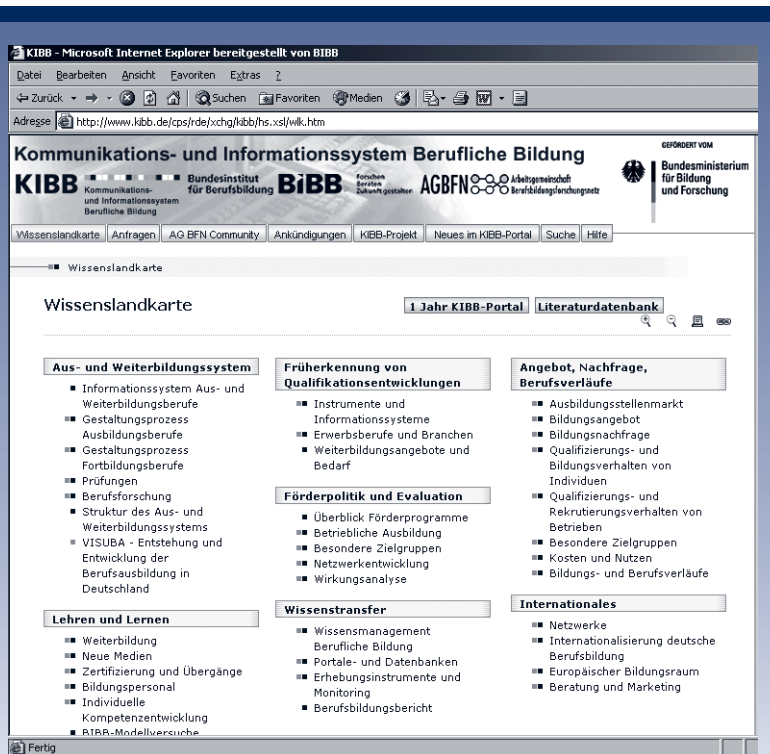 KIBB - Microsoft Internet Explorer bereitgestellt von BIBB
Datei Bearbeiten Ansicht Favoriten Extras ?
Zurück Suchen Favoriten Medien
Adresse http://www.kibb.de/cps/rde/xchg/kibb/hs.xsl/wlk.htm
Kommunikations- und Informationssystem Berufliche Bildung
GEFÖRDERT VOM
Bundesministerium
für Bildung
und Forschung
KIBB
Kommunikations-
und Informationssystem
Berufliche Bildung
Bundesinstitut
für Berufsbildung
BiBB
Forschen
Beraten
Zukunft gestalten
AGBFN
Arbeitsgemeinschaft
Berufsbildungsforschungsnetz
Wissenslandkarte Anfragen AG BFN Community Ankündigungen KIBB-Projekt Neues im KIBB-Portal Suche Hilfe
Wissenslandkarte
Wissenslandkarte
1 Jahr KIBB-Portal Literaturdatenbank
Aus- und Weiterbildungssystem
Informationssystem Aus- und
Weiterbildungsberufe
Gestaltungsprozess
Ausbildungsberufe
Gestaltungsprozess
Fortbildungsberufe
Prüfungen
Berufsforschung
Struktur des Aus- und
Weiterbildungssystems
VISUBA - Entstehung und
Entwicklung der
Berufsausbildung in
Deutschland
Lehren und Lernen
Weiterbildung
Neue Medien
Zertifizierung und Übergänge
Bildungspersonal
Individuelle
Kompetenzentwicklung
BIBB-Modellversuche
Früherkennung von
Qualifikationsentwicklungen
Instrumente und
Informationssysteme
Erwerbsberufe und Branchen
Weiterbildungsangebote und
Bedarf
Förderpolitik und Evaluation
Überblick Förderprogramme
Betriebliche Ausbildung
Besondere Zielgruppen
Netzwerkentwicklung
Wirkungsanalyse
Wissenstransfer
Wissensmanagement
Berufliche Bildung
Portale- und Datenbanken
Erhebungsinstrumente und
Monitoring
Berufsbildungsbericht
Angebot, Nachfrage,
Berufsverläufe
Ausbildungsstellenmarkt
Bildungsangebot
Bildungsnachfrage
Qualifizierungs- und
Bildungsverhalten von
Individuen
Qualifizierungs- und
Rekrutierungsverhalten von
Betrieben
Besondere Zielgruppen
Kosten und Nutzen
Bildungs- und Berufsverläufe
Internationales
Netzwerke
Internationalisierung deutsche
Berufsbildung
Europäischer Bildungsraum
Beratung und Marketing
Fertig